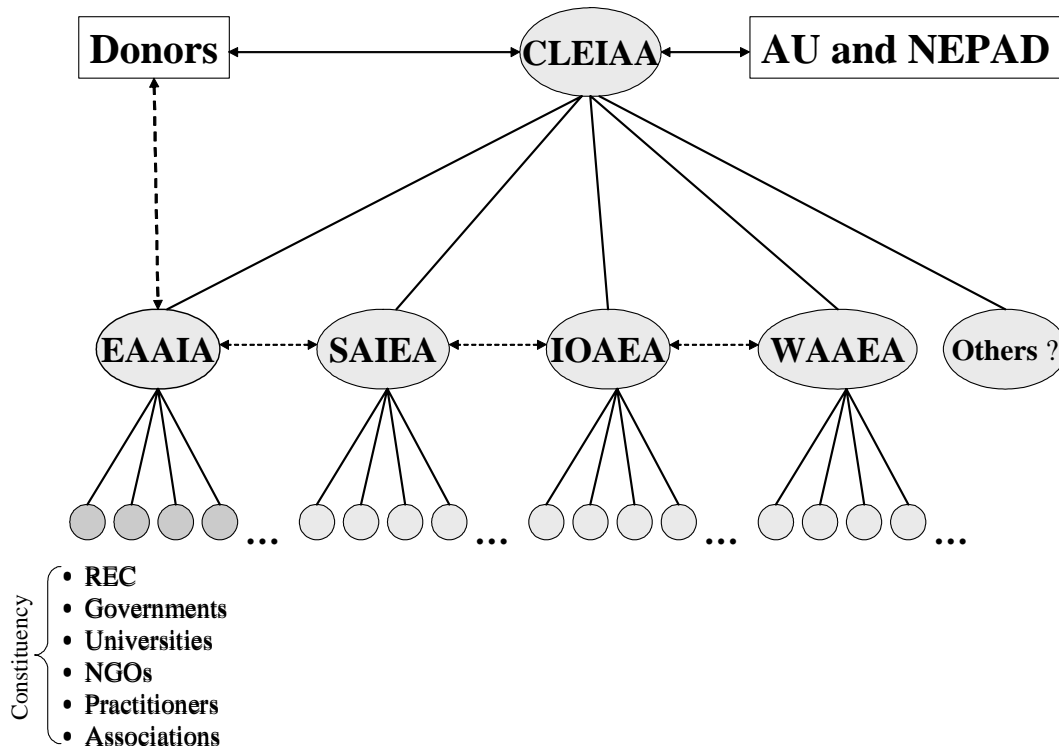 Donors
CLEIAA
AU and NEPAD
EAAIA
SAIEA
IOAEA
WAAEA
Others ?
...
...
...
...
Constituency
• REC
• Governments
• Universities
• NGOs
• Practitioners
• Associations